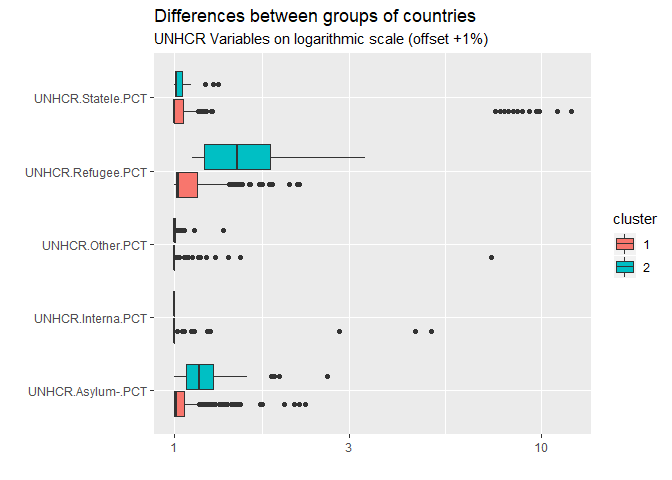 Differences between groups of countries
UNHCR Variables on logarithmic scale (offset +1%)
UNHCR.Statele.PCT
UNHCR.Refugee.PCT
UNHCR.Other.PCT
UNHCR.Interna.PCT
UNHCR.Asylum-.PCT
1
3
10
cluster
1
2